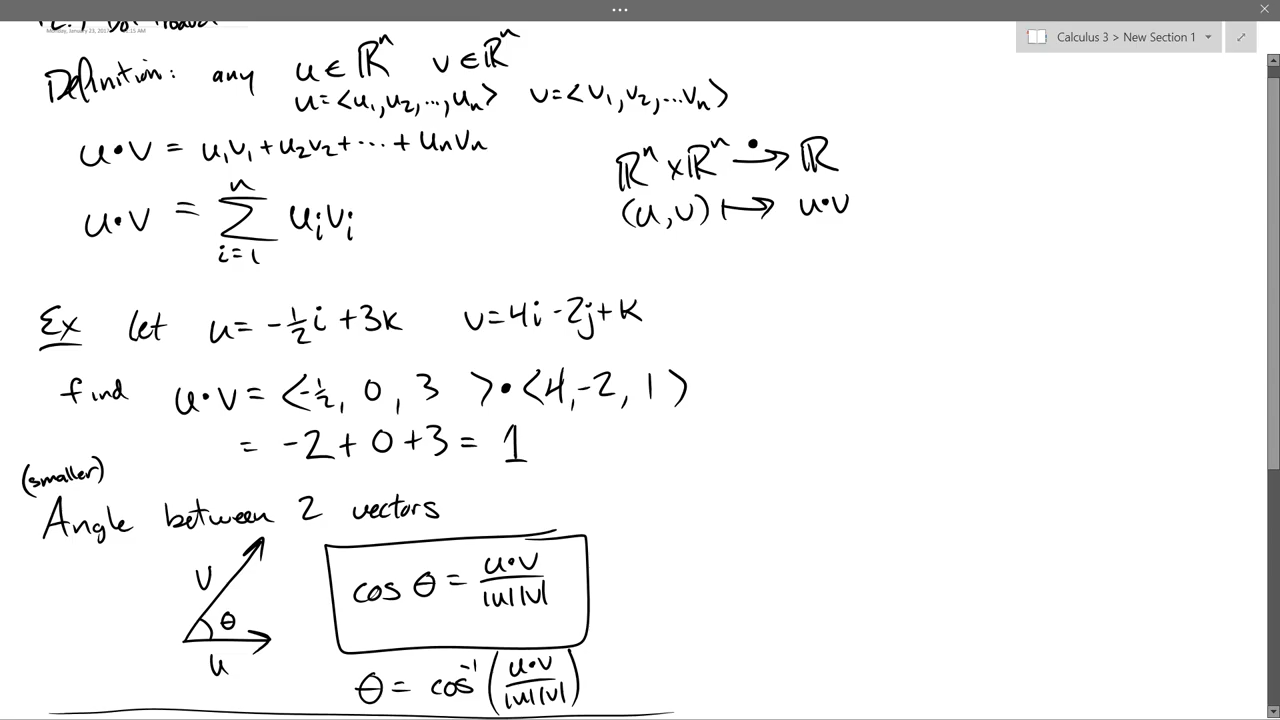 Calculus 3 > New Section 1
Definition: any u ∈ ℝⁿ v ∈ ℝⁿ
u = <u₁, u₂, ..., uₙ> v = <v₁, v₂, ... vₙ>
u • v = u₁v₁ + u₂v₂ + ⋯ + uₙvₙ
ℝⁿ × ℝⁿ —•→ ℝ
(u, v) ↦ u • v
u • v = ∑ᵢ₌₁ⁿ uᵢvᵢ
Ex let u = -½i + 3k v = 4i - 2j + k
find u • v = <-½, 0, 3 > • <4, -2, 1 >
= -2 + 0 + 3 = 1
(smaller)
Angle between 2 vectors
v
θ
u
cos θ = u•v / |u||v|
θ = cos⁻¹ (u•v / |u||v|)